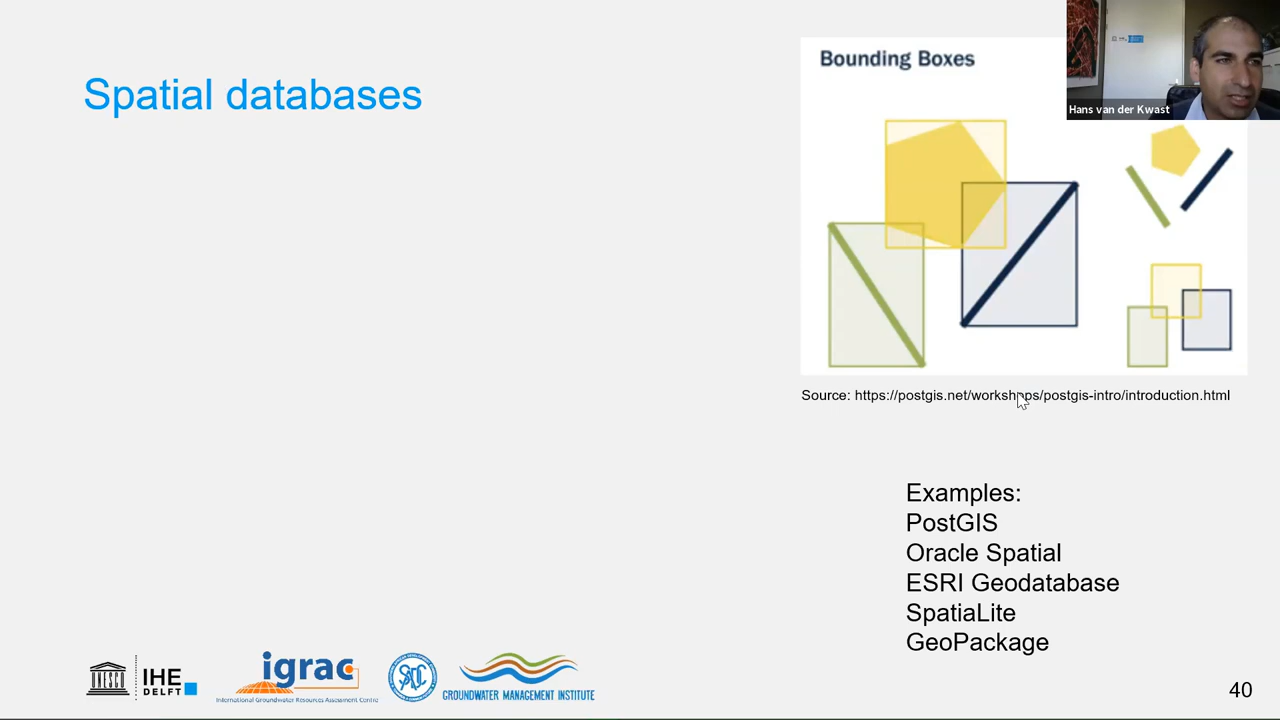 Spatial databases
Bounding Boxes
Hans van der Kwast
Source: https://postgis.net/workshops/postgis-intro/introduction.html
Examples:
PostGIS
Oracle Spatial
ESRI Geodatabase
SpatiaLite
GeoPackage
UNESCO
IHE
DELFT
igrac
International Groundwater Resources Assessment Centre
GROUNDWATER MANAGEMENT INSTITUTE
40